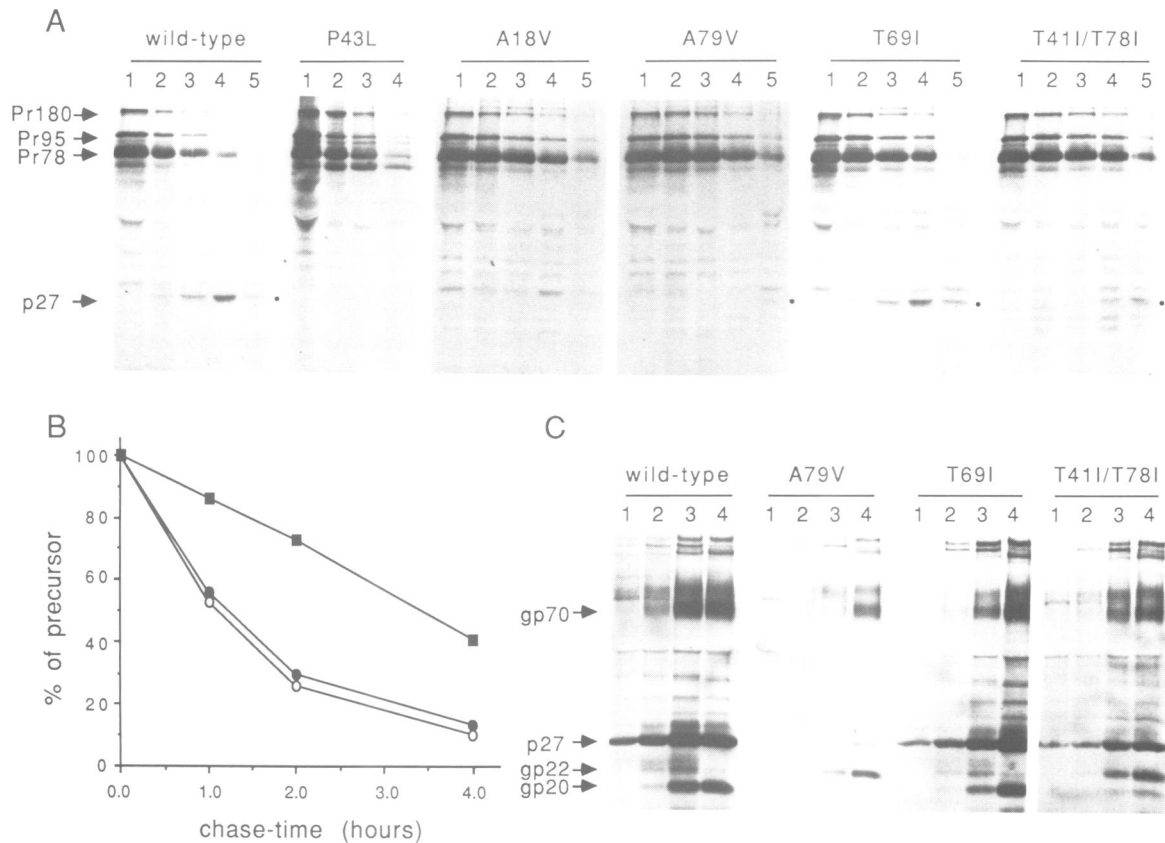 A
wild-type P43L A18V A79V T69I T41I/T78I
1 2 3 4 5 1 2 3 4 1 2 3 4 5 1 2 3 4 5 1 2 3 4 5 1 2 3 4 5
Pr180
Pr95
Pr78
p27
B
% of precursor
100
80
60
40
20
0
0.0 1.0 2.0 3.0 4.0
chase-time (hours)
C
wild-type A79V T69I T41I/T78I
1 2 3 4 1 2 3 4 1 2 3 4 1 2 3 4
gp70
p27
gp22
gp20